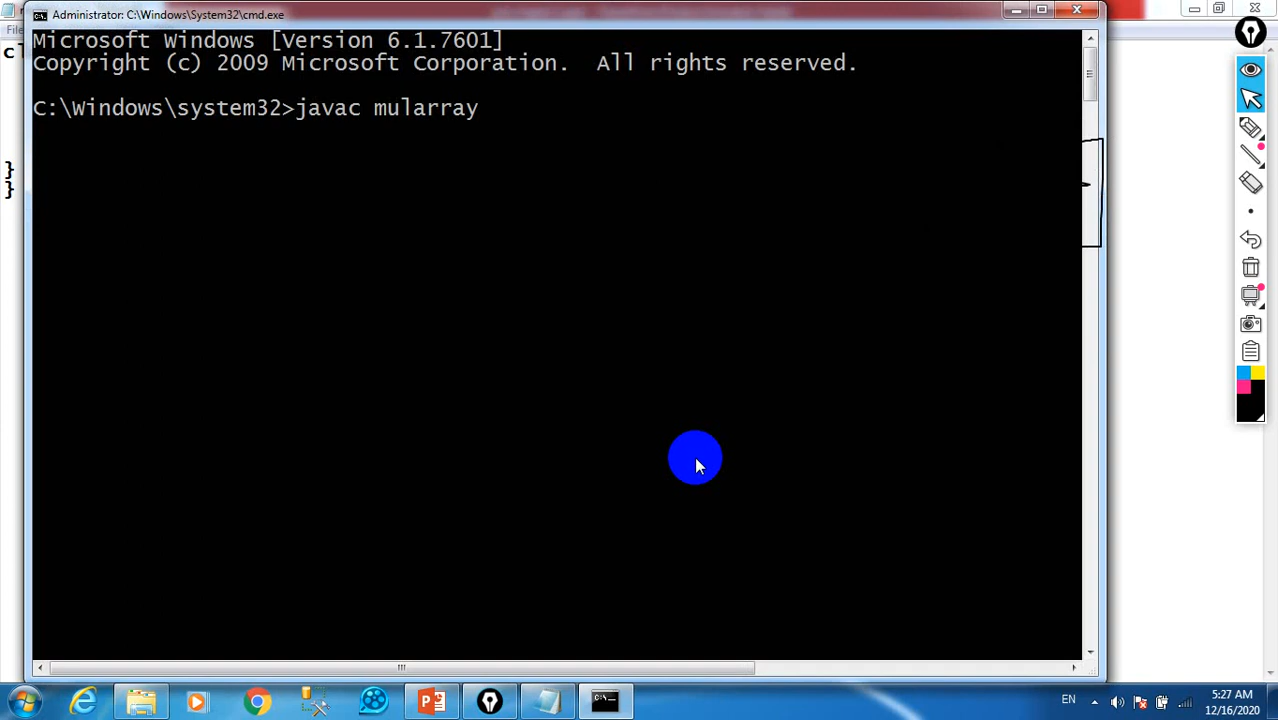 Administrator: C:\Windows\System32\cmd.exe
Microsoft Windows [Version 6.1.7601]
Copyright (c) 2009 Microsoft Corporation.  All rights reserved.
C:\Windows\system32>javac mularray
File
}
}
EN
5:27 AM
12/16/2020